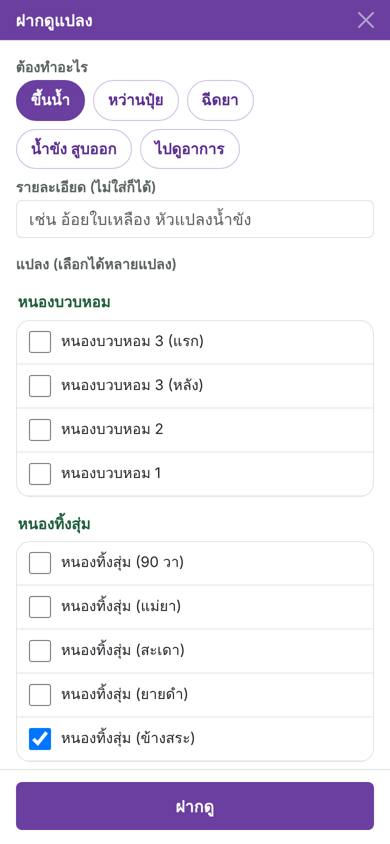 ฝากดูแปลง
ต้องทำอะไร
ขึ้นน้ำ
หว่านปุ๋ย
ฉีดยา
น้ำขัง สูบออก
ไปดูอาการ
รายละเอียด (ไม่ใส่ก็ได้)
เช่น อ้อยใบเหลือง หัวแปลงน้ำขัง
แปลง (เลือกได้หลายแปลง)
หนองบวบหอม
หนองบวบหอม 3 (แรก)
หนองบวบหอม 3 (หลัง)
หนองบวบหอม 2
หนองบวบหอม 1
หนองทิ้งสุ่ม
หนองทิ้งสุ่ม (90 วา)
หนองทิ้งสุ่ม (แม่ยา)
หนองทิ้งสุ่ม (สะเดา)
หนองทิ้งสุ่ม (ยายดำ)
หนองทิ้งสุ่ม (ข้างสระ)
ฝากดู